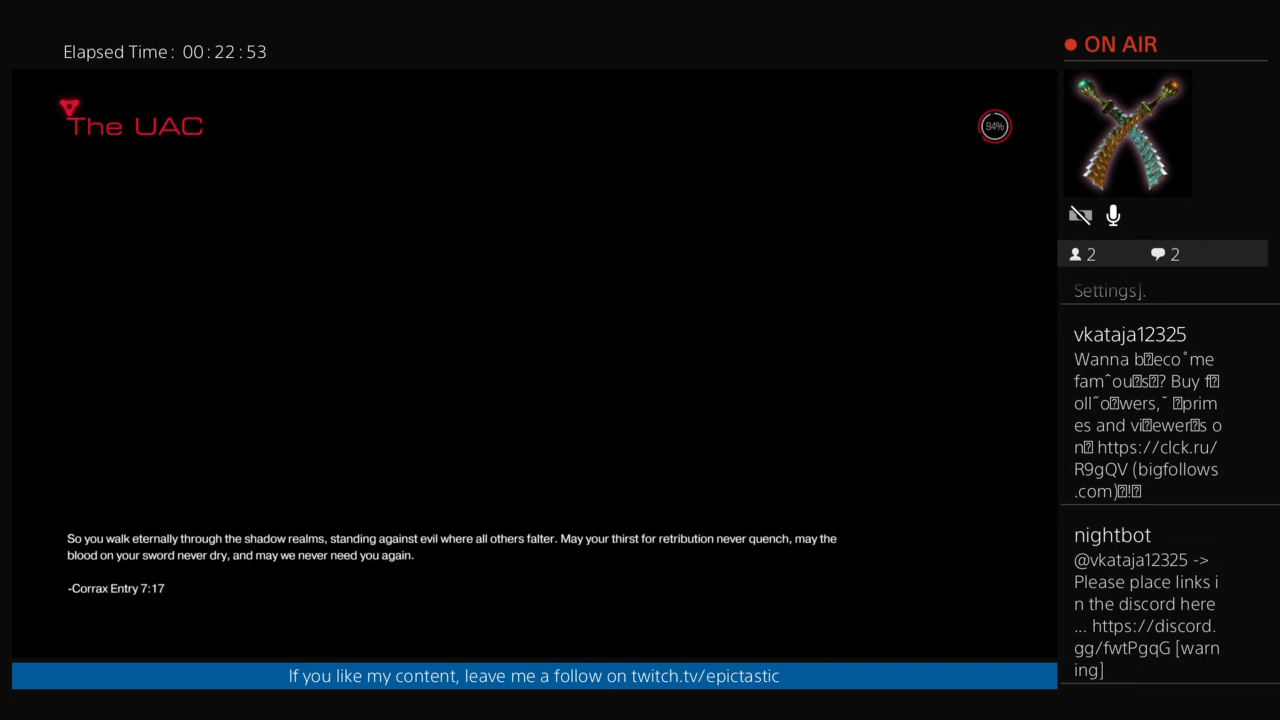 Elapsed Time: 00:22:53
ON AIR
The UAC
94%
2 2
Settings].
vkataja12325
Wanna b�eco˚me
famˆou�s�? Buy f�
oll˜o�wers,˘ �prim
es and vi�ewer�s o
n� https://clck.ru/
R9gQV (bigfollows
.com)�!�
nightbot
@vkataja12325 ->
Please place links i
n the discord here
... https://discord.
gg/fwtPgqG [warn
ing]
So you walk eternally through the shadow realms, standing against evil where all others falter. May your thirst for retribution never quench, may the
blood on your sword never dry, and may we never need you again.
-Corrax Entry 7:17
If you like my content, leave me a follow on twitch.tv/epictastic